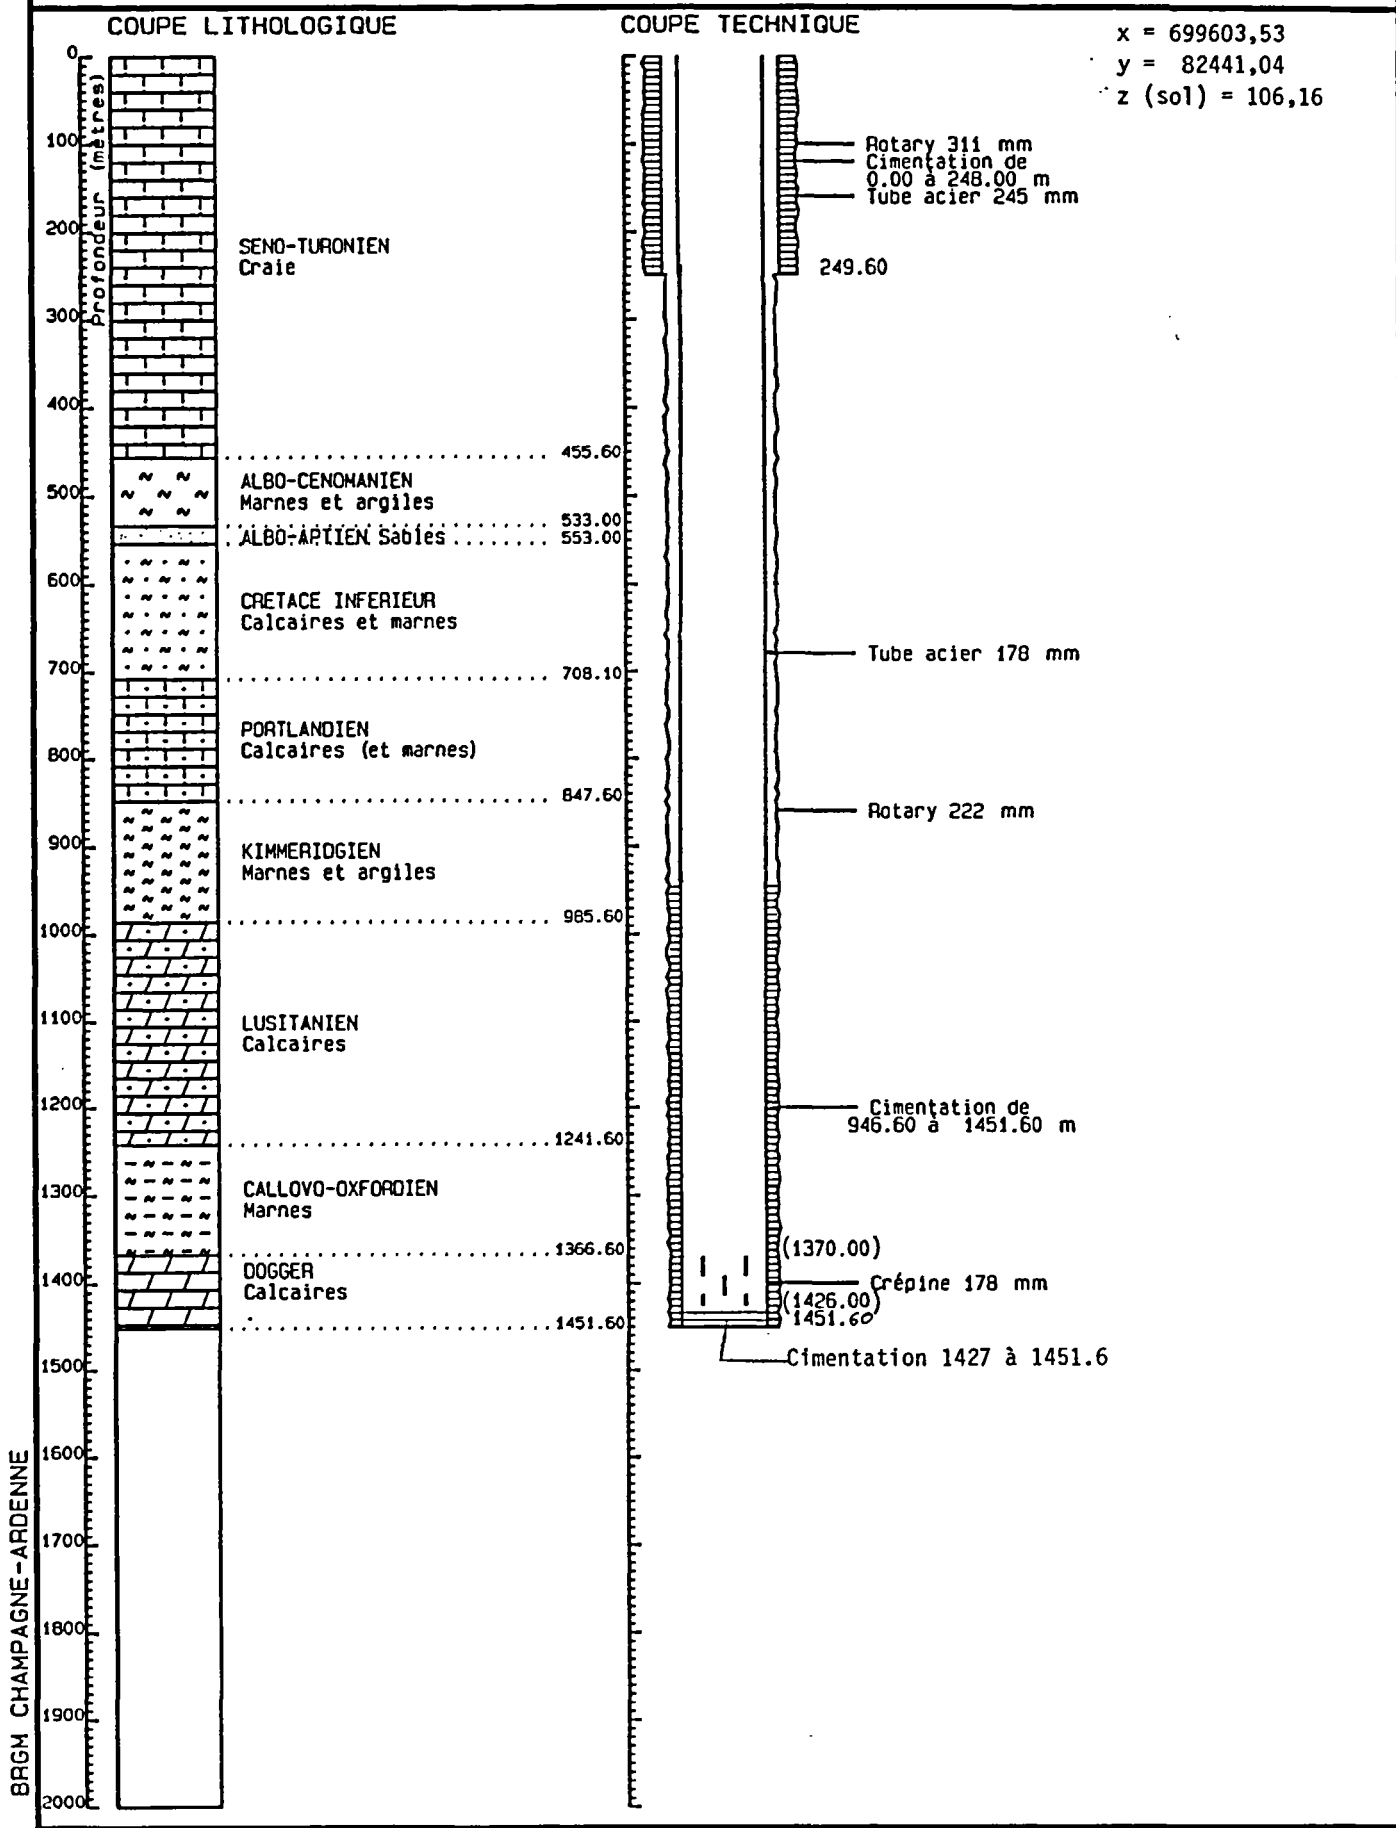 COUPE LITHOLOGIQUE
COUPE TECHNIQUE
x = 699603,53
y = 82441,04
z (sol) = 106,16
Profondeur (mètres)
0
100
200
300
400
500
600
700
800
900
1000
1100
1200
1300
1400
1500
1600
1700
1800
1900
2000
SENO-TURONIEN
Craie
455.60
ALBO-CENOMANIEN
Marnes et argiles
533.00
ALBO-APTIEN Sables
553.00
CRETACE INFERIEUR
Calcaires et marnes
708.10
PORTLANDIEN
Calcaires (et marnes)
847.60
KIMMERIDGIEN
Marnes et argiles
985.60
LUSITANIEN
Calcaires
1241.60
CALLOVO-OXFORDIEN
Marnes
1366.60
DOGGER
Calcaires
1451.60
Rotary 311 mm
Cimentation de
0.00 à 248.00 m
Tube acier 245 mm
249.60
Tube acier 178 mm
Rotary 222 mm
Cimentation de
946.60 à 1451.60 m
(1370.00)
Crépine 178 mm
(1426.00)
1451.60
Cimentation 1427 à 1451.6
BRGM CHAMPAGNE-ARDENNE